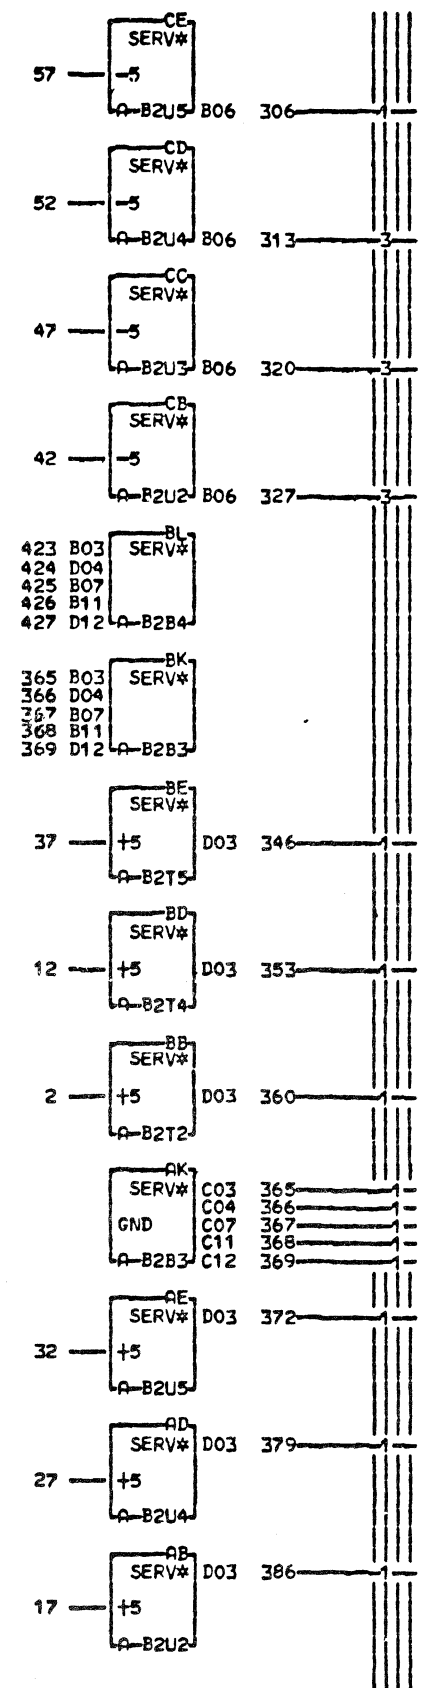 CE
SERV*
57 -5
A B2U5 B06 306 1
CD
SERV*
52 -5
A B2U4 B06 313 3
CC
SERV*
47 -5
A B2U3 B06 320 3
CB
SERV*
42 -5
A B2U2 B06 327 3
BL
423 B03 SERV*
424 D04
425 B07
426 B11
427 D12 A B2B4
BK
365 B03 SERV*
366 D04
367 B07
368 B11
369 D12 A B2B3
BE
SERV*
37 +5 D03 346 1
A B2T5
BD
SERV*
12 +5 D03 353 1
A B2T4
BB
SERV*
2 +5 D03 360 1
A B2T2
AK
SERV* C03 365 1
C04 366 1
GND C07 367 1
C11 368 1
A B2B3 C12 369 1
AE
SERV* D03 372 1
32 +5
A B2U5
AD
SERV* D03 379 1
27 +5
A B2U4
AB
SERV* D03 386 1
17 +5
A B2U2